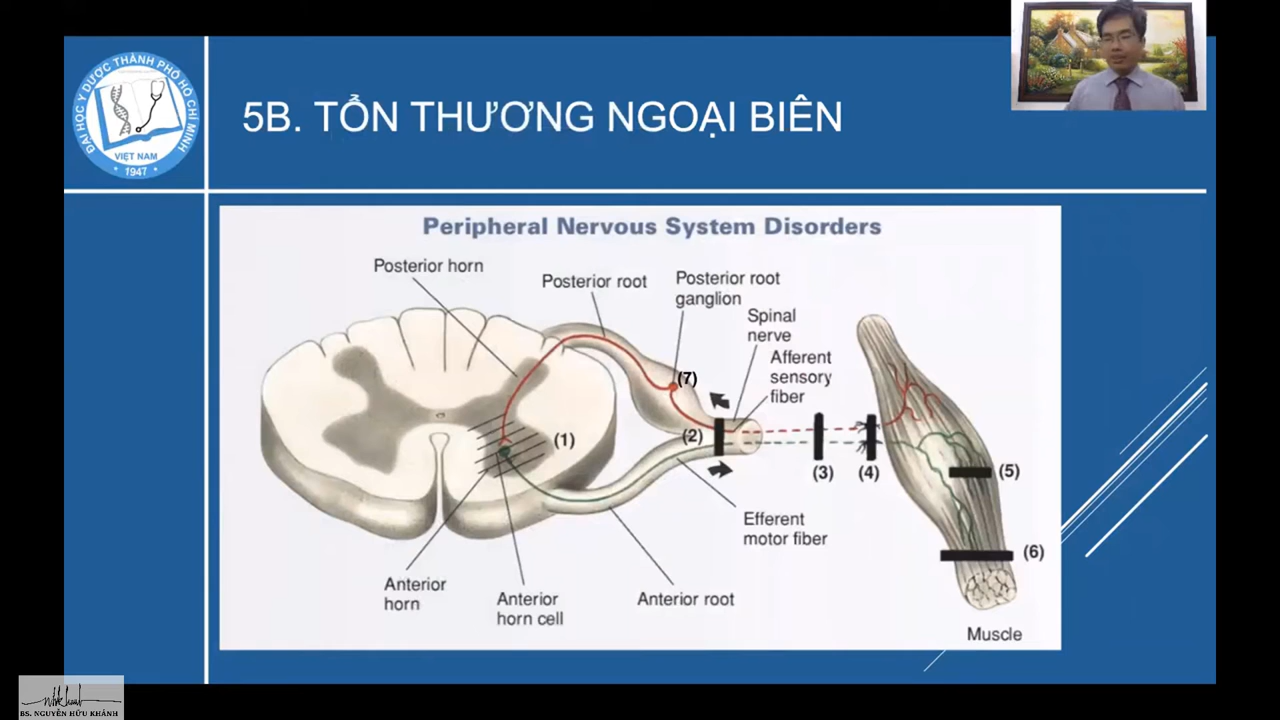 ĐẠI HỌC Y DƯỢC THÀNH PHỐ HỒ CHÍ MINH
VIỆT NAM
• 1947 •
5B. TỔN THƯƠNG NGOẠI BIÊN
Peripheral Nervous System Disorders
Posterior horn
Posterior root
Posterior root
ganglion
Spinal
nerve
Afferent
sensory
fiber
(7)
(1)
(2)
(3)
(4)
(5)
(6)
Efferent
motor fiber
Anterior
horn
Anterior
horn cell
Anterior root
Muscle
BS. NGUYỄN HỮU KHÁNH